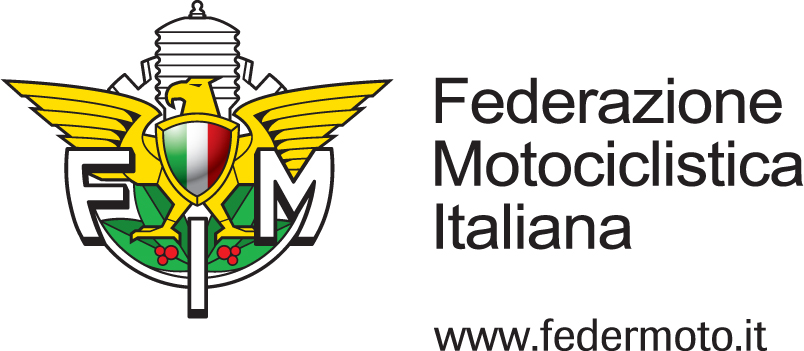 FIM
Federazione
Motociclistica
Italiana
www.federmoto.it